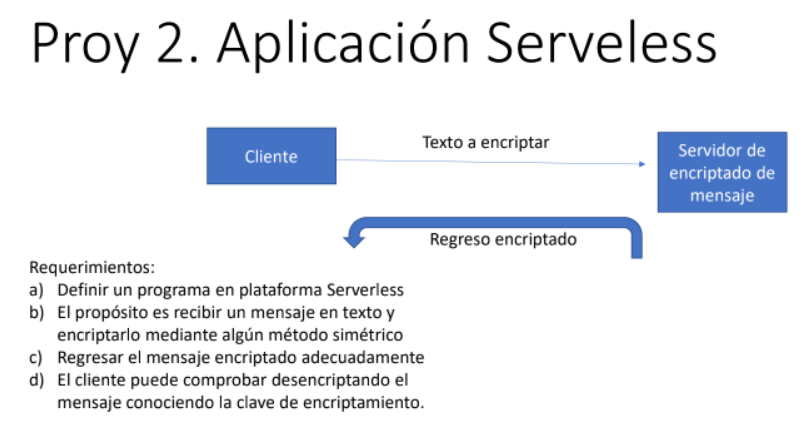 Proy 2. Aplicación Serveless
Cliente
Texto a encriptar
Servidor de
encriptado de
mensaje
Regreso encriptado
Requerimientos:
a) Definir un programa en plataforma Serverless
b) El propósito es recibir un mensaje en texto y
encriptarlo mediante algún método simétrico
c) Regresar el mensaje encriptado adecuadamente
d) El cliente puede comprobar desencriptando el
mensaje conociendo la clave de encriptamiento.